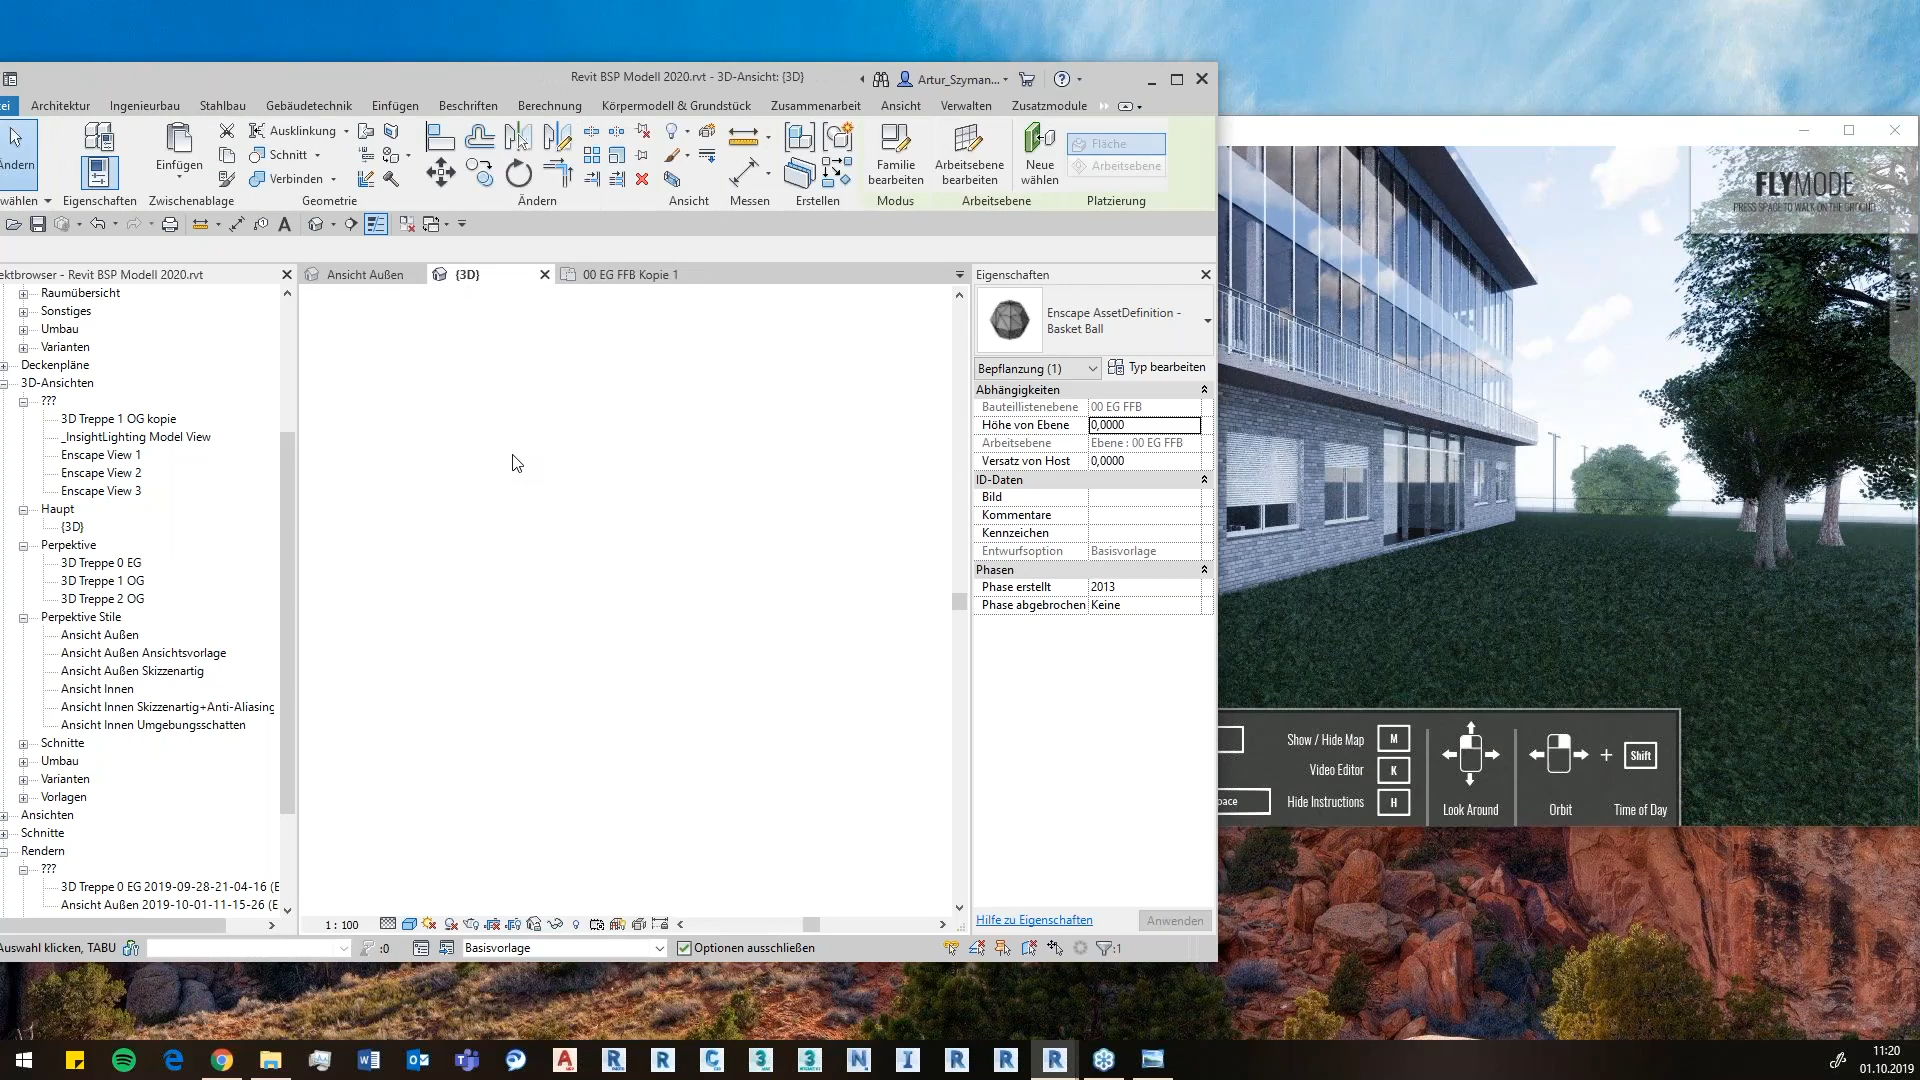 Revit BSP Modell 2020.rvt - 3D-Ansicht: {3D}
Artur_Szyman...
Architektur
Ingenieurbau
Stahlbau
Gebäudetechnik
Einfügen
Beschriften
Berechnung
Körpermodell & Grundstück
Zusammenarbeit
Ansicht
Verwalten
Zusatzmodule
Ausklinkung
Schnitt
Verbinden
Einfügen
Familie
bearbeiten
Arbeitsebene
bearbeiten
Neue
wählen
Fläche
Arbeitsebene
Ändern
wählen
Eigenschaften
Zwischenablage
Geometrie
Ändern
Ansicht
Messen
Erstellen
Modus
Arbeitsebene
Platzierung
ektbrowser - Revit BSP Modell 2020.rvt
Ansicht Außen
{3D}
00 EG FFB Kopie 1
Raumübersicht
Sonstiges
Umbau
Varianten
Deckenpläne
3D-Ansichten
???
3D Treppe 1 OG kopie
_InsightLighting Model View
Enscape View 1
Enscape View 2
Enscape View 3
Haupt
{3D}
Perpektive
3D Treppe 0 EG
3D Treppe 1 OG
3D Treppe 2 OG
Perpektive Stile
Ansicht Außen
Ansicht Außen Ansichtsvorlage
Ansicht Außen Skizzenartig
Ansicht Innen
Ansicht Innen Skizzenartig+Anti-Aliasing
Ansicht Innen Umgebungsschatten
Schnitte
Umbau
Varianten
Vorlagen
Ansichten
Schnitte
Rendern
???
3D Treppe 0 EG 2019-09-28-21-04-16 (E
Ansicht Außen 2019-10-01-11-15-26 (E
Eigenschaften
Enscape AssetDefinition -
Basket Ball
Bepflanzung (1)
Typ bearbeiten
Abhängigkeiten
Bauteillistenebene 00 EG FFB
Höhe von Ebene 0,0000
Arbeitsebene Ebene : 00 EG FFB
Versatz von Host 0,0000
ID-Daten
Bild
Kommentare
Kennzeichen
Entwurfsoption Basisvorlage
Phasen
Phase erstellt 2013
Phase abgebrochen Keine
Hilfe zu Eigenschaften
Anwenden
1 : 100
Auswahl klicken, TABU
:0
Basisvorlage
Optionen ausschließen
:1
FLYMODE
PRESS SPACE TO WALK ON THE GROUND
VIEWS
Show / Hide Map M
Video Editor K
Hide Instructions H
pace
Look Around
Orbit
+
Shift
Time of Day
11:20
01.10.2019